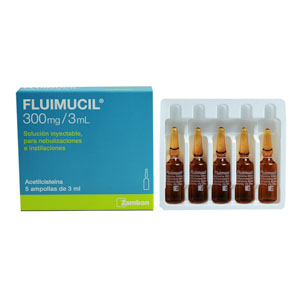 FLUIMUCIL®
300mg/3mL
Solución inyectable,
para nebulizaciones
e instilaciones
Acetilcisteína
5 ampollas de 3 ml
Zambon